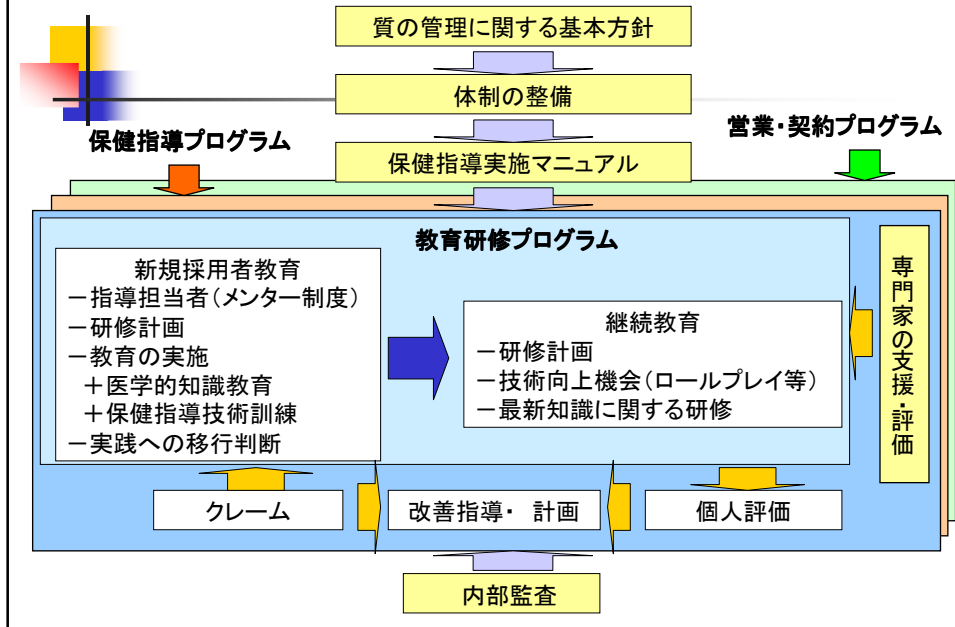 質の管理に関する基本方針
体制の整備
保健指導プログラム
営業・契約プログラム
保健指導実施マニュアル
教育研修プログラム
新規採用者教育
－指導担当者（メンター制度）
－研修計画
－教育の実施
＋医学的知識教育
＋保健指導技術訓練
－実践への移行判断
継続教育
－研修計画
－技術向上機会（ロールプレイ等）
－最新知識に関する研修
専門家の支援・評価
クレーム
改善指導・ 計画
個人評価
内部監査